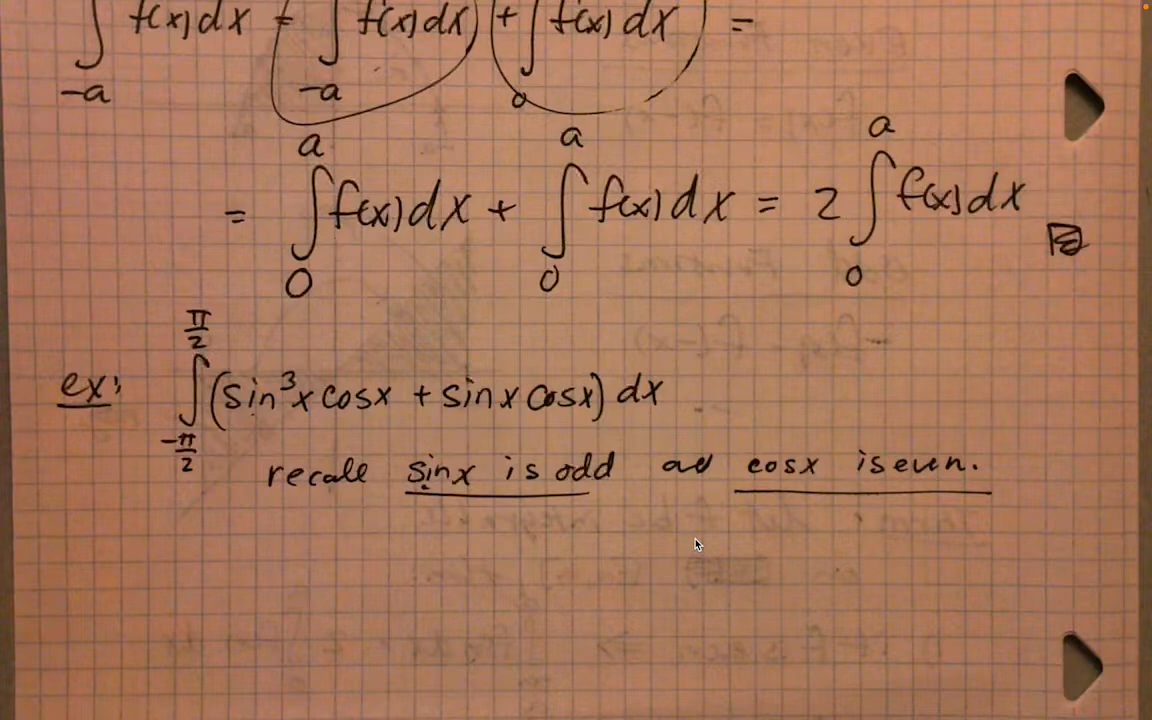 ∫_{-a} f(x)dx = ∫_{-a} f(x)dx + ∫_{0} f(x)dx =
= ∫_{0}^{a} f(x)dx + ∫_{0}^{a} f(x)dx = 2 ∫_{0}^{a} f(x)dx
ex: ∫_{-π/2}^{π/2} (sin³x cosx + sinx cosx) dx
recall sinx is odd and cosx is even.